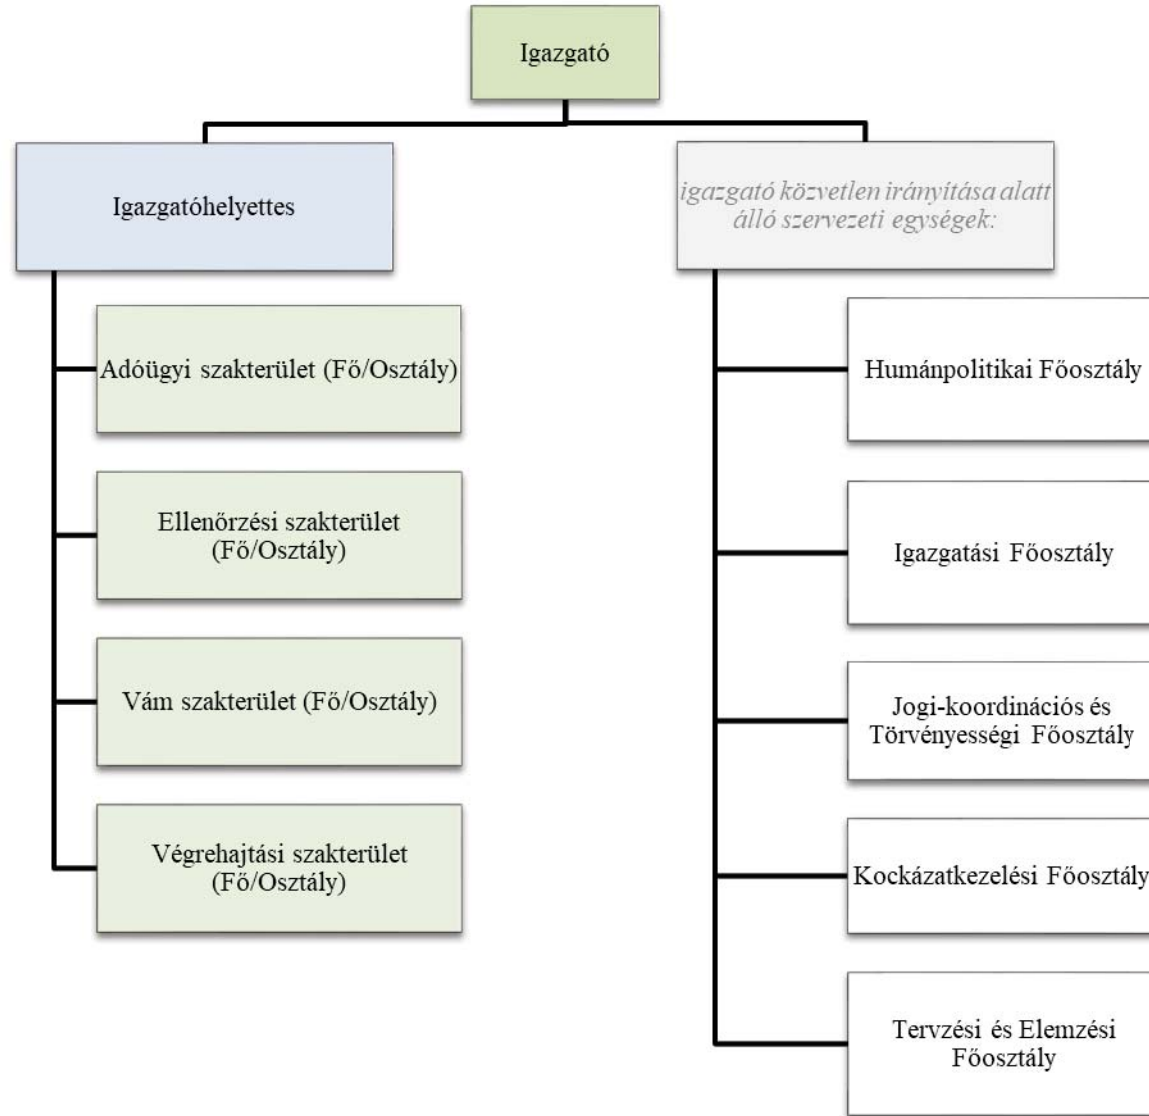 Igazgató
Igazgatóhelyettes
Adóügyi szakterület (Fő/Osztály)
Ellenőrzési szakterület
(Fő/Osztály)
Vám szakterület (Fő/Osztály)
Végrehajtási szakterület
(Fő/Osztály)
igazgató közvetlen irányítása alatt
álló szervezeti egységek:
Humánpolitikai Főosztály
Igazgatási Főosztály
Jogi-koordinációs és
Törvényességi Főosztály
Kockázatkezelési Főosztály
Tervzési és Elemzési
Főosztály